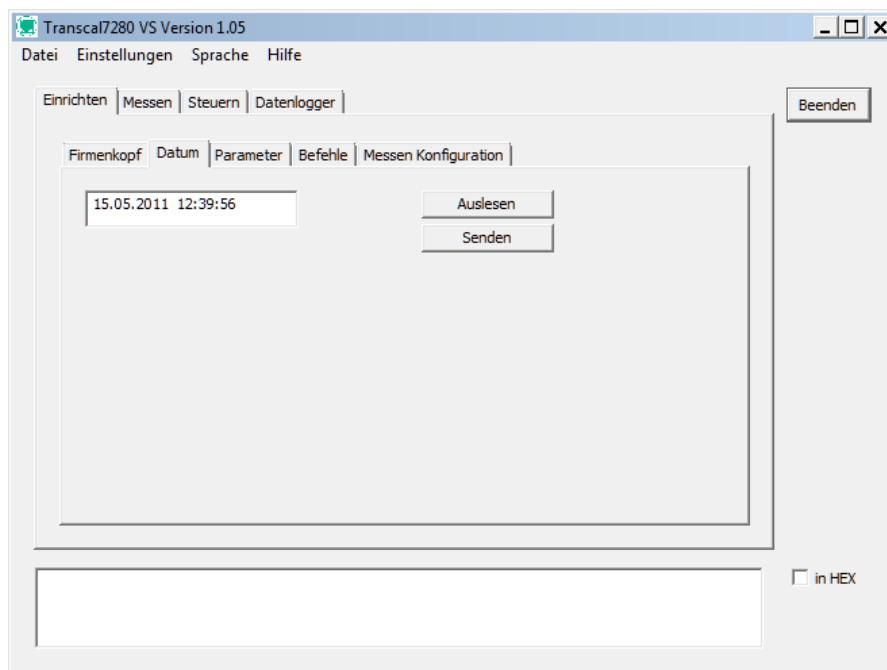 Transcal7280 VS Version 1.05
Datei Einstellungen Sprache Hilfe
Einrichten Messen Steuern Datenlogger
Beenden
Firmenkopf Datum Parameter Befehle Messen Konfiguration
15.05.2011 12:39:56
Auslesen
Senden
in HEX